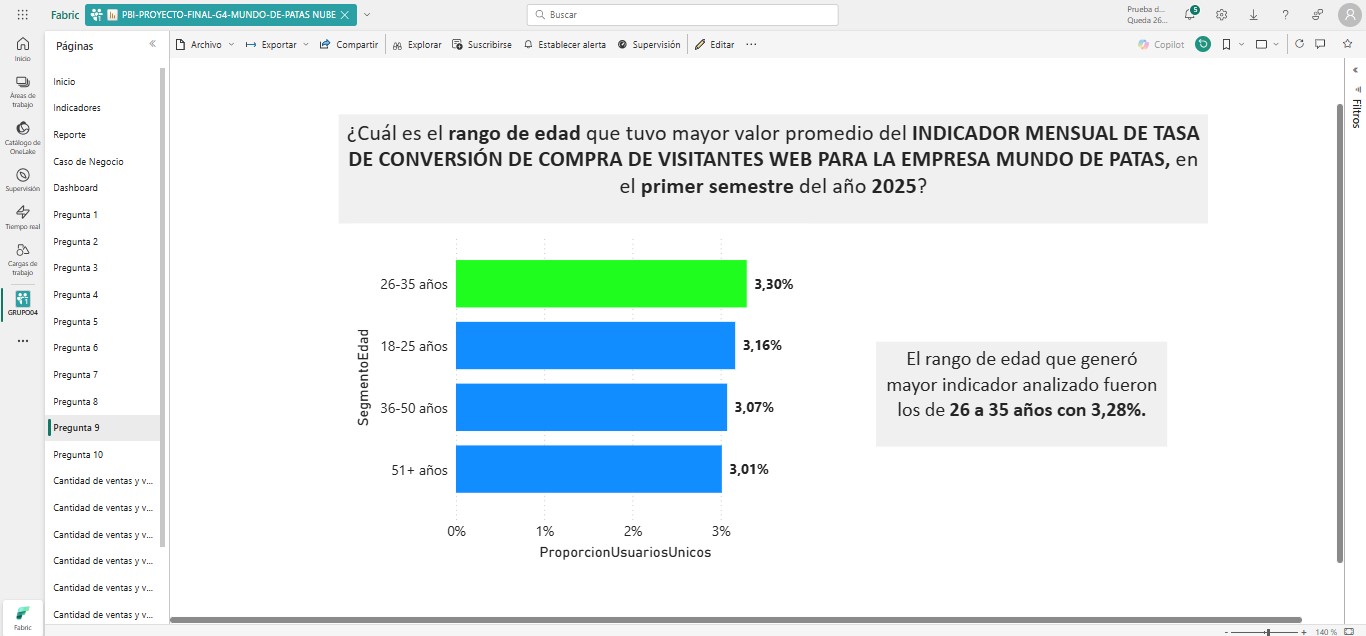 Fabric
PBI-PROYECTO-FINAL-G4-MUNDO-DE-PATAS NUBE
Buscar
Prueba d...
Queda 26...
5
Inicio
Áreas de
trabajo
Catálogo de
OneLake
Supervisión
Tiempo real
Cargas de
trabajo
GRUPO04
Fabric
Páginas
Inicio
Indicadores
Reporte
Caso de Negocio
Dashboard
Pregunta 1
Pregunta 2
Pregunta 3
Pregunta 4
Pregunta 5
Pregunta 6
Pregunta 7
Pregunta 8
Pregunta 9
Pregunta 10
Cantidad de ventas y v...
Cantidad de ventas y v...
Cantidad de ventas y v...
Cantidad de ventas y v...
Cantidad de ventas y v...
Cantidad de ventas y v...
Archivo Exportar Compartir Explorar Suscribirse Establecer alerta Supervisión Editar ... Copilot
Filtros
¿Cuál es el rango de edad que tuvo mayor valor promedio del INDICADOR MENSUAL DE TASA
DE CONVERSIÓN DE COMPRA DE VISITANTES WEB PARA LA EMPRESA MUNDO DE PATAS, en
el primer semestre del año 2025?
SegmentoEdad
26-35 años 3,30%
18-25 años 3,16%
36-50 años 3,07%
51+ años 3,01%
0% 1% 2% 3%
ProporcionUsuariosUnicos
El rango de edad que generó
mayor indicador analizado fueron
los de 26 a 35 años con 3,28%.
- + 140 %